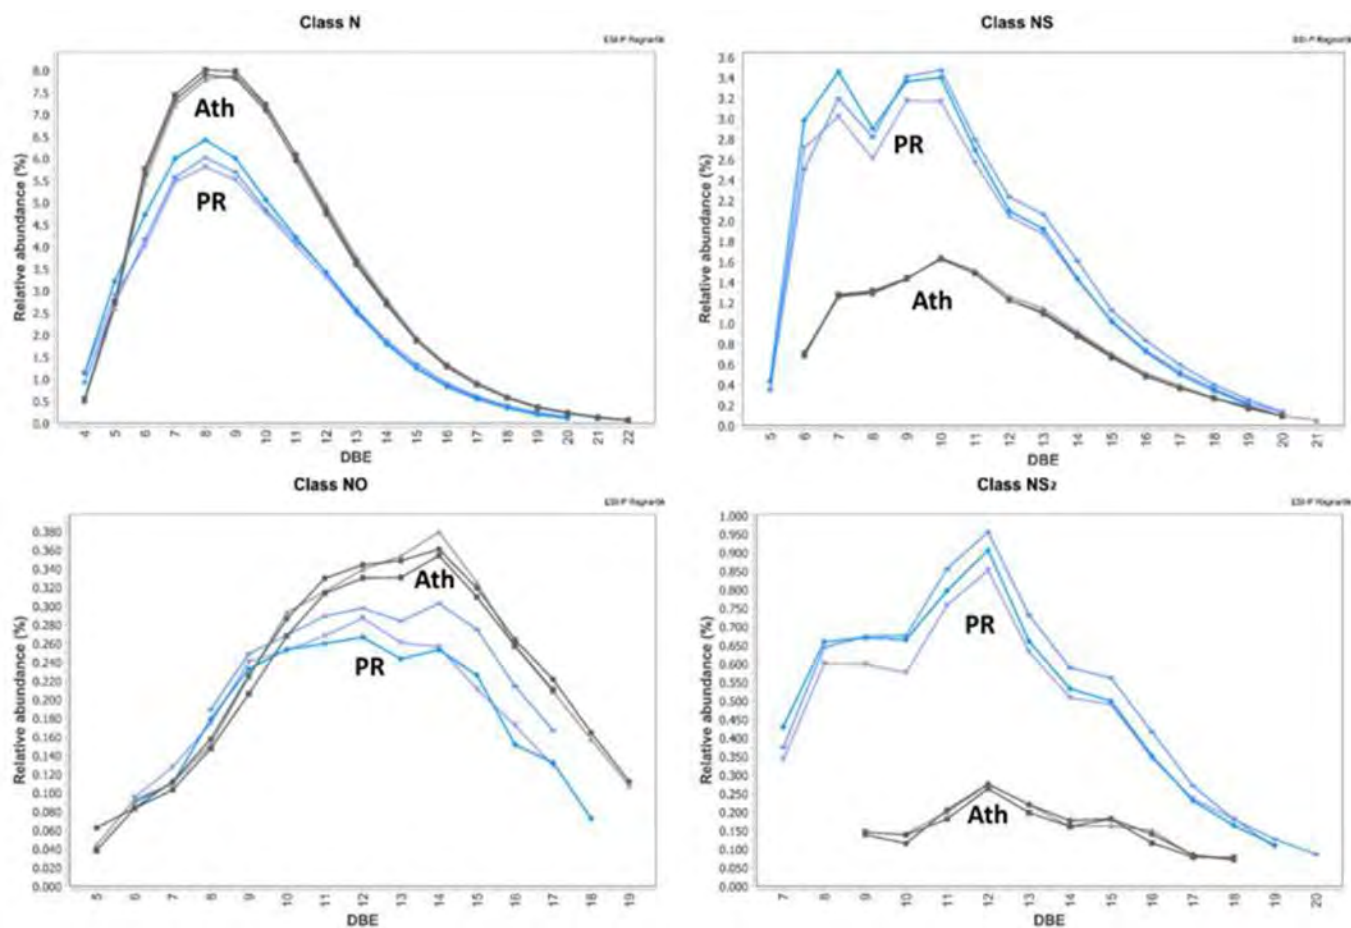 Class N
ESI-P Ragnarök
8.0
7.5
7.0
6.5
6.0
5.5
5.0
4.5
4.0
3.5
3.0
2.5
2.0
1.5
1.0
0.5
0.0
Relative abundance (%)
Ath
PR
4 5 6 7 8 9 10 11 12 13 14 15 16 17 18 19 20 21 22
DBE
Class NS
ESI-P Ragnarök
3.6
3.4
3.2
3.0
2.8
2.6
2.4
2.2
2.0
1.8
1.6
1.4
1.2
1.0
0.8
0.6
0.4
0.2
0.0
Relative abundance (%)
PR
Ath
5 6 7 8 9 10 11 12 13 14 15 16 17 18 19 20 21
DBE
Class NO
ESI-P Ragnarök
0.380
0.360
0.340
0.320
0.300
0.280
0.260
0.240
0.220
0.200
0.180
0.160
0.140
0.120
0.100
0.080
0.060
0.040
0.020
0.000
Relative abundance (%)
Ath
PR
5 6 7 8 9 10 11 12 13 14 15 16 17 18 19
DBE
Class NS₂
ESI-P Ragnarök
1.000
0.950
0.900
0.850
0.800
0.750
0.700
0.650
0.600
0.550
0.500
0.450
0.400
0.350
0.300
0.250
0.200
0.150
0.100
0.050
0.000
Relative abundance (%)
PR
Ath
7 8 9 10 11 12 13 14 15 16 17 18 19 20
DBE